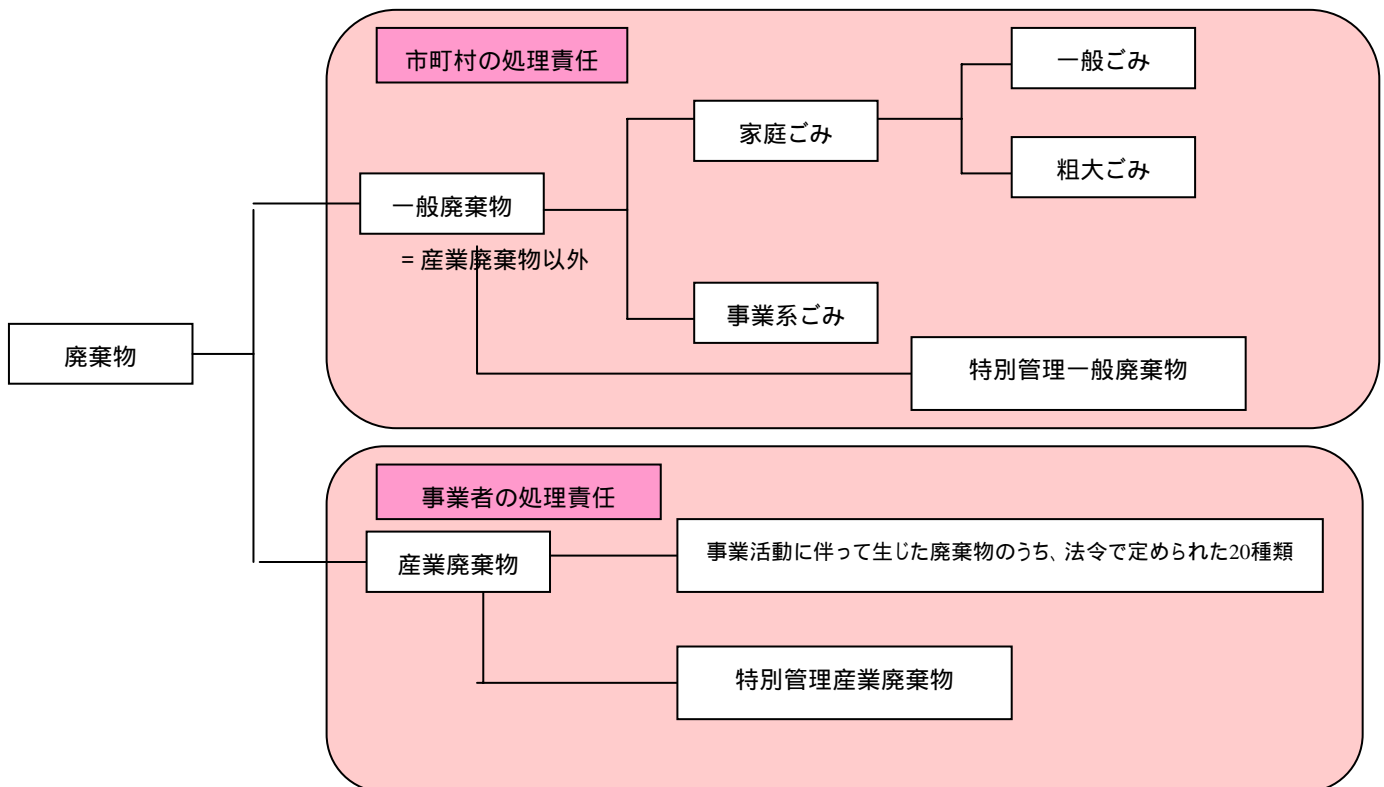 市町村の処理責任
一般ごみ
家庭ごみ
粗大ごみ
一般廃棄物
= 産業廃棄物以外
事業系ごみ
廃棄物
特別管理一般廃棄物
事業者の処理責任
事業活動に伴って生じた廃棄物のうち、法令で定められた20種類
産業廃棄物
特別管理産業廃棄物